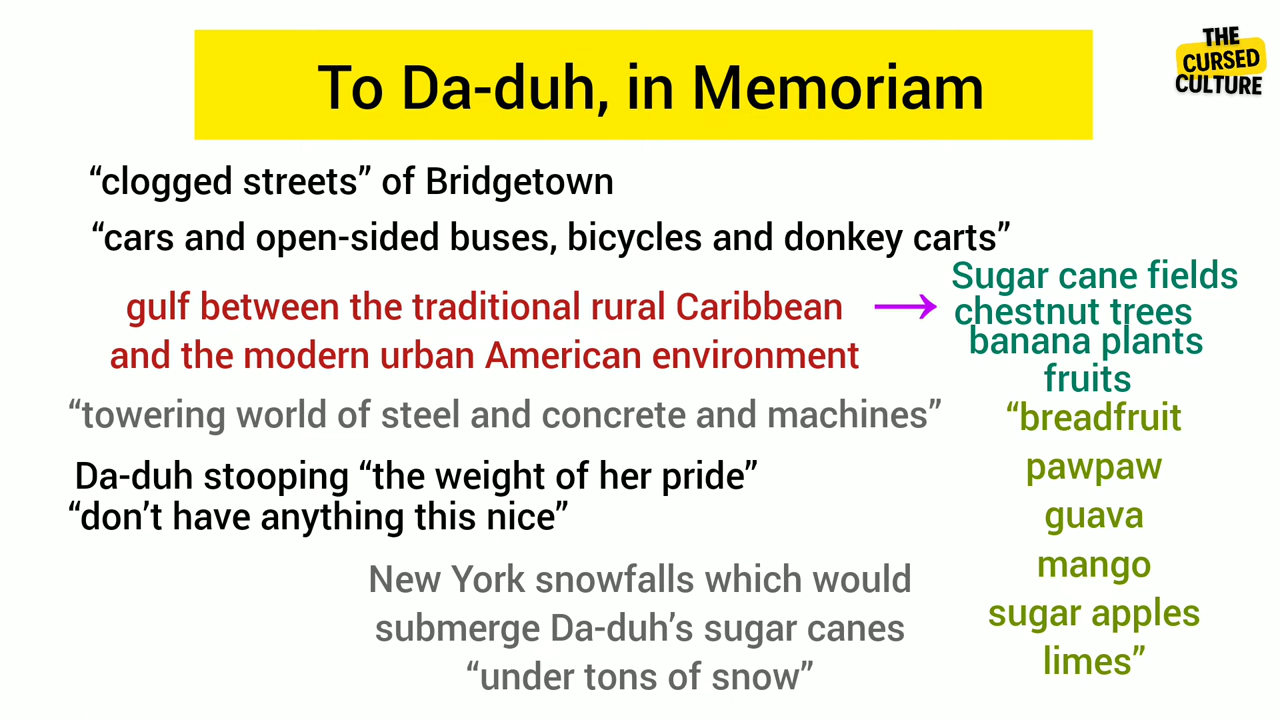 To Da-duh, in Memoriam
THE
CURSED
CULTURE
“clogged streets” of Bridgetown
“cars and open-sided buses, bicycles and donkey carts”
gulf between the traditional rural Caribbean
and the modern urban American environment
→
Sugar cane fields
chestnut trees
banana plants
fruits
“breadfruit
pawpaw
guava
mango
sugar apples
limes”
“towering world of steel and concrete and machines”
Da-duh stooping “the weight of her pride”
“don’t have anything this nice”
New York snowfalls which would
submerge Da-duh’s sugar canes
“under tons of snow”